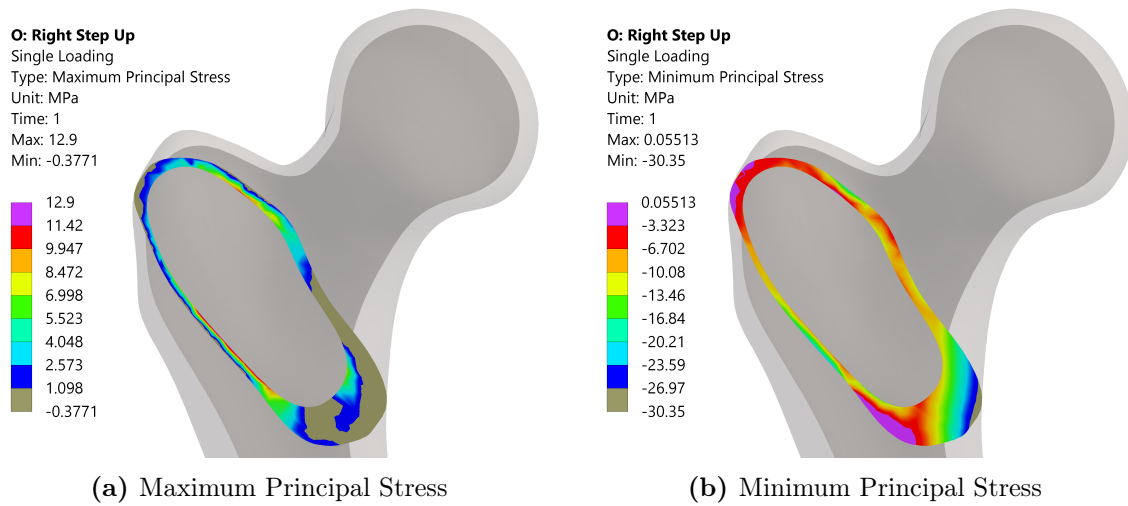 O: Right Step Up
Single Loading
Type: Maximum Principal Stress
Unit: MPa
Time: 1
Max: 12.9
Min: -0.3771
12.9
11.42
9.947
8.472
6.998
5.523
4.048
2.573
1.098
-0.3771
(a) Maximum Principal Stress
O: Right Step Up
Single Loading
Type: Minimum Principal Stress
Unit: MPa
Time: 1
Max: 0.05513
Min: -30.35
0.05513
-3.323
-6.702
-10.08
-13.46
-16.84
-20.21
-23.59
-26.97
-30.35
(b) Minimum Principal Stress